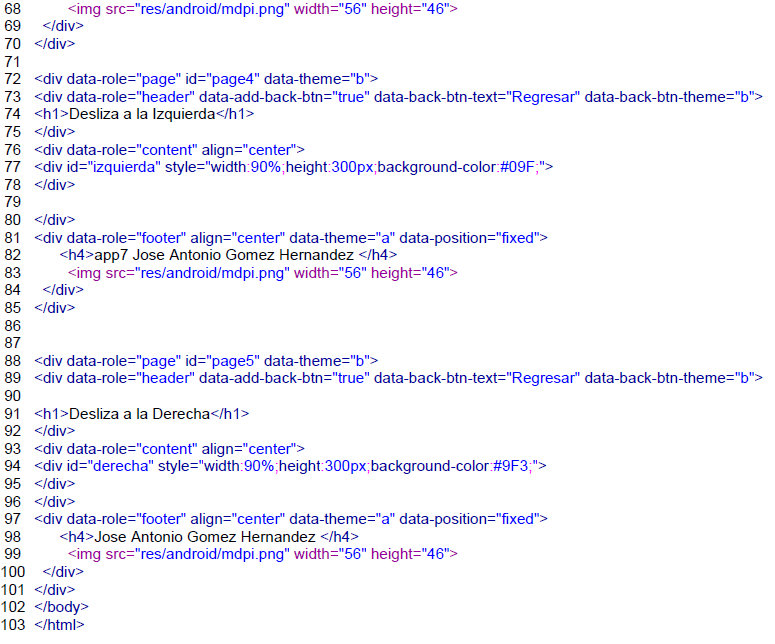 68 <img src="res/android/mdpi.png" width="56" height="46">
69 </div>
70 </div>
71
72 <div data-role="page" id="page4" data-theme="b">
73 <div data-role="header" data-add-back-btn="true" data-back-btn-text="Regresar" data-back-btn-theme="b">
74 <h1>Desliza a la Izquierda</h1>
75 </div>
76 <div data-role="content" align="center">
77 <div id="izquierda" style="width:90%;height:300px;background-color:#09F;">
78 </div>
79
80 </div>
81 <div data-role="footer" align="center" data-theme="a" data-position="fixed">
82 <h4>app7 Jose Antonio Gomez Hernandez </h4>
83 <img src="res/android/mdpi.png" width="56" height="46">
84 </div>
85 </div>
86
87
88 <div data-role="page" id="page5" data-theme="b">
89 <div data-role="header" data-add-back-btn="true" data-back-btn-text="Regresar" data-back-btn-theme="b">
90
91 <h1>Desliza a la Derecha</h1>
92 </div>
93 <div data-role="content" align="center">
94 <div id="derecha" style="width:90%;height:300px;background-color:#9F3;">
95 </div>
96 </div>
97 <div data-role="footer" align="center" data-theme="a" data-position="fixed">
98 <h4>Jose Antonio Gomez Hernandez </h4>
99 <img src="res/android/mdpi.png" width="56" height="46">
100 </div>
101 </div>
102 </body>
103 </html>